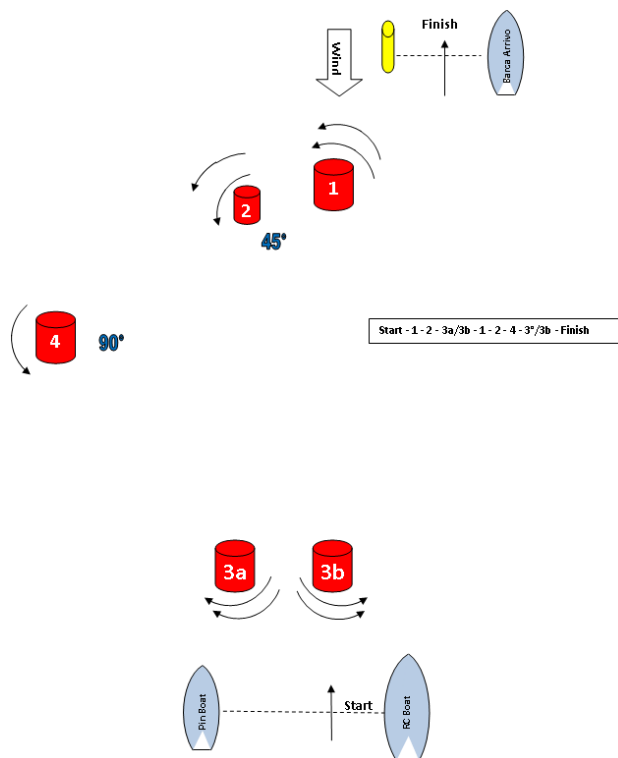 Finish
Wind
Barca Arrivo
1
2
45°
4
90°
Start - 1 - 2 - 3a/3b - 1 - 2 - 4 - 3°/3b - Finish
3a
3b
Pin Boat
Start
RC Boat